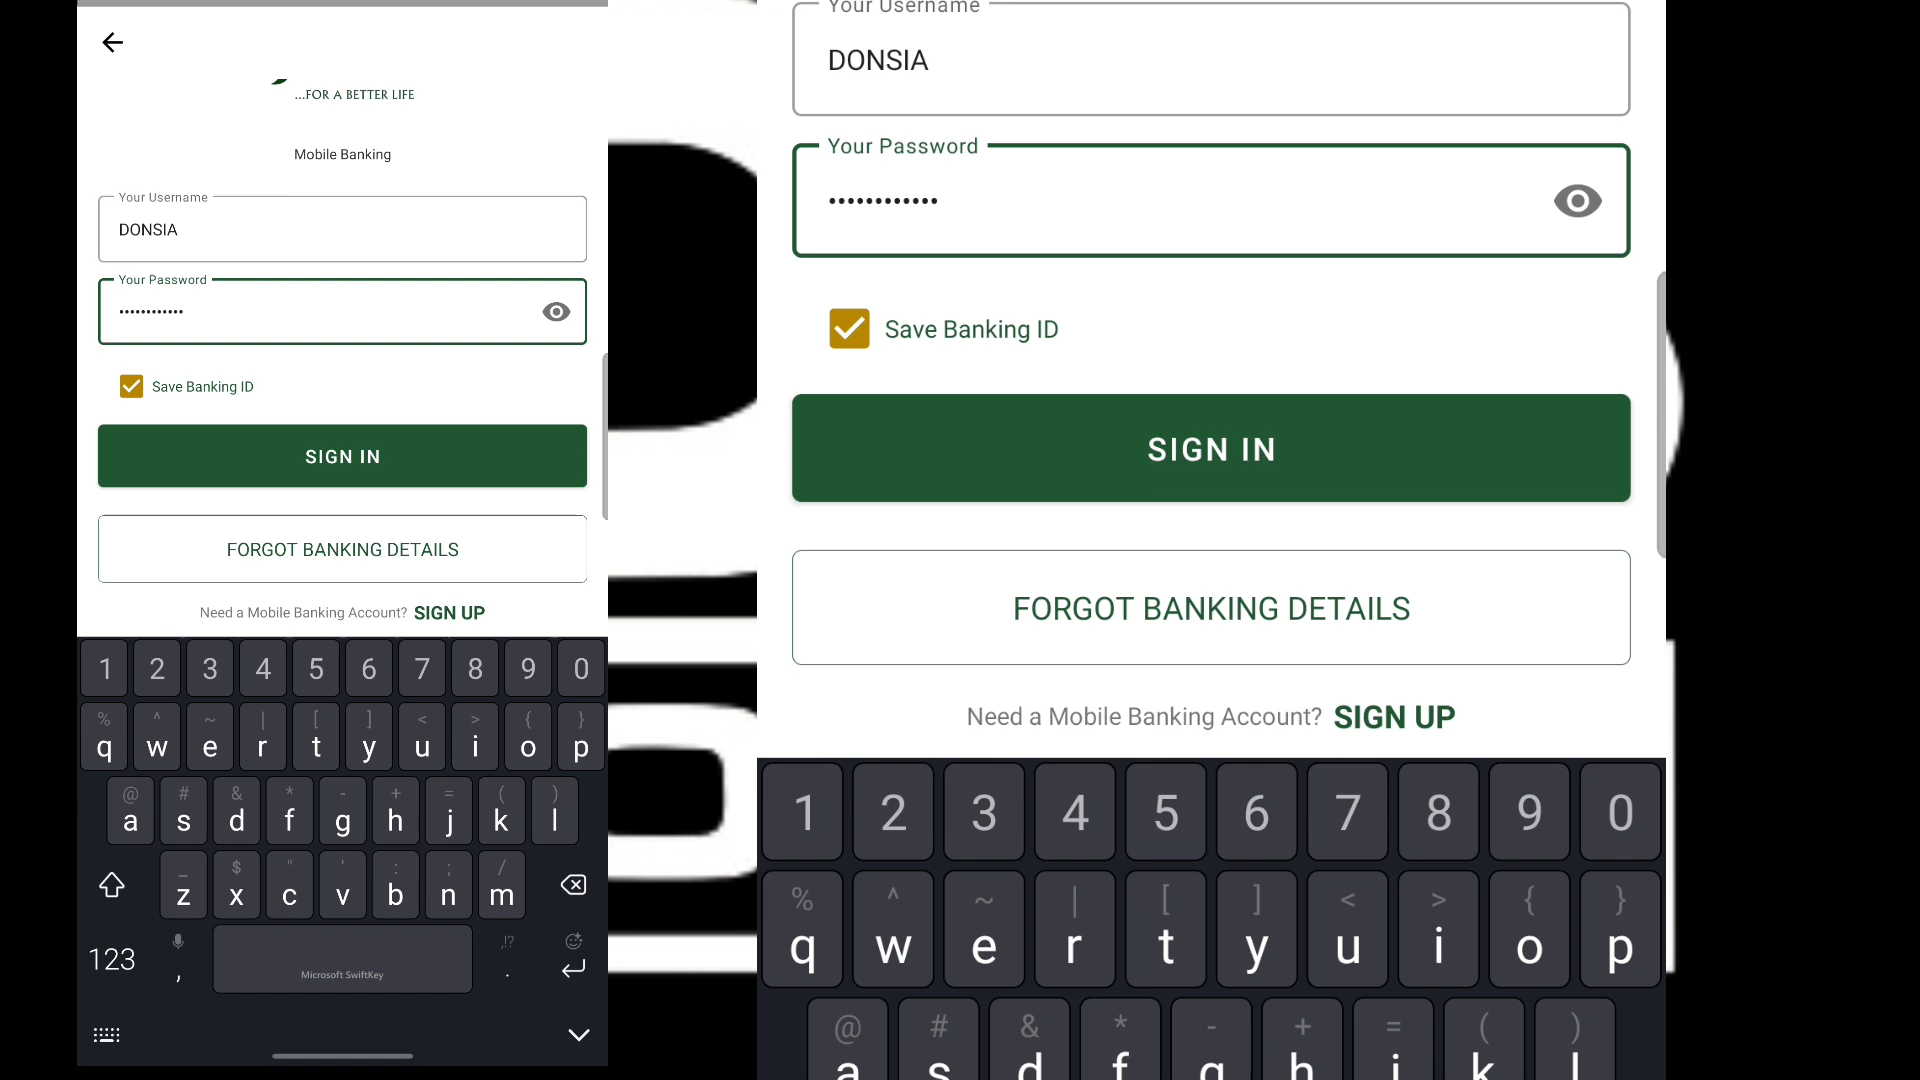 ...FOR A BETTER LIFE
Mobile Banking
Your Username
DONSIA
Your Password
••••••••••••
Save Banking ID
SIGN IN
FORGOT BANKING DETAILS
Need a Mobile Banking Account? SIGN UP
1 2 3 4 5 6 7 8 9 0
% ^ ~ | [ ] < > { }
q w e r t y u i o p
@ # & * - + = ( )
a s d f g h j k l
_ $ " ' : ; /
z x c v b n m
123 , Microsoft SwiftKey ,!? .
Your Username
DONSIA
Your Password
••••••••••••
Save Banking ID
SIGN IN
FORGOT BANKING DETAILS
Need a Mobile Banking Account? SIGN UP
1 2 3 4 5 6 7 8 9 0
% ^ ~ | [ ] < > { }
q w e r t y u i o p
@ # & * - + = ( )
a s d f g h j k l